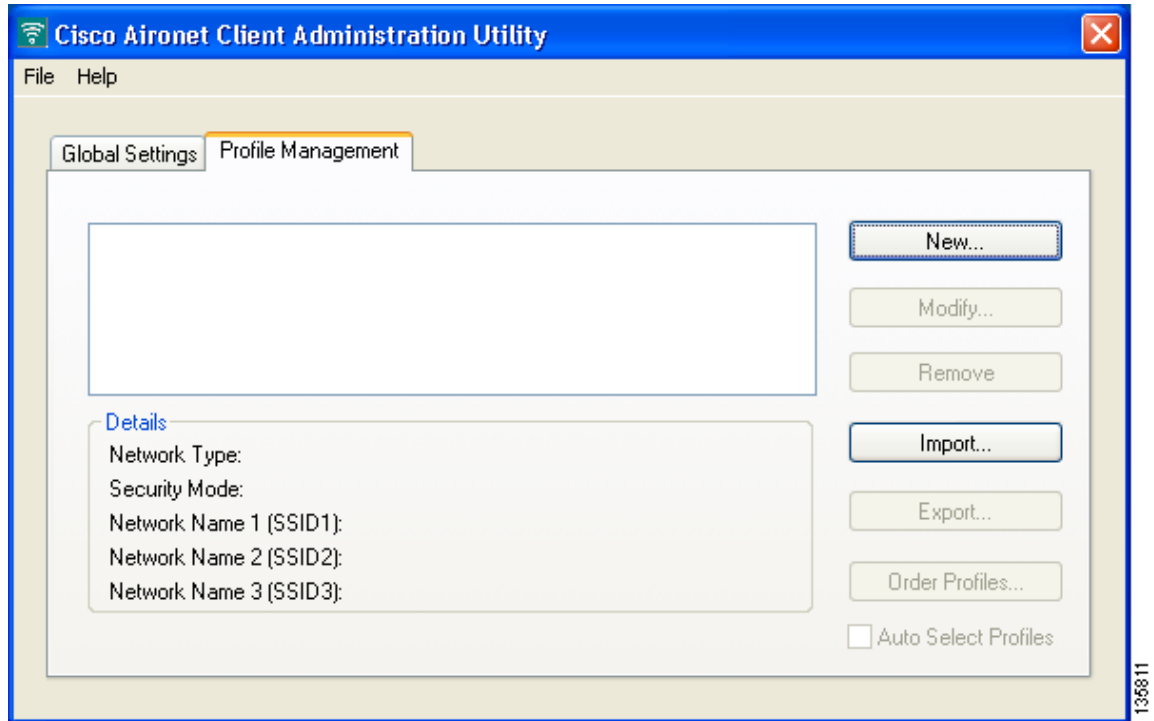 Cisco Aironet Client Administration Utility
File Help
Global Settings Profile Management
New...
Modify...
Remove
Import...
Export...
Order Profiles...
Auto Select Profiles
Details
Network Type:
Security Mode:
Network Name 1 (SSID1):
Network Name 2 (SSID2):
Network Name 3 (SSID3):
135811